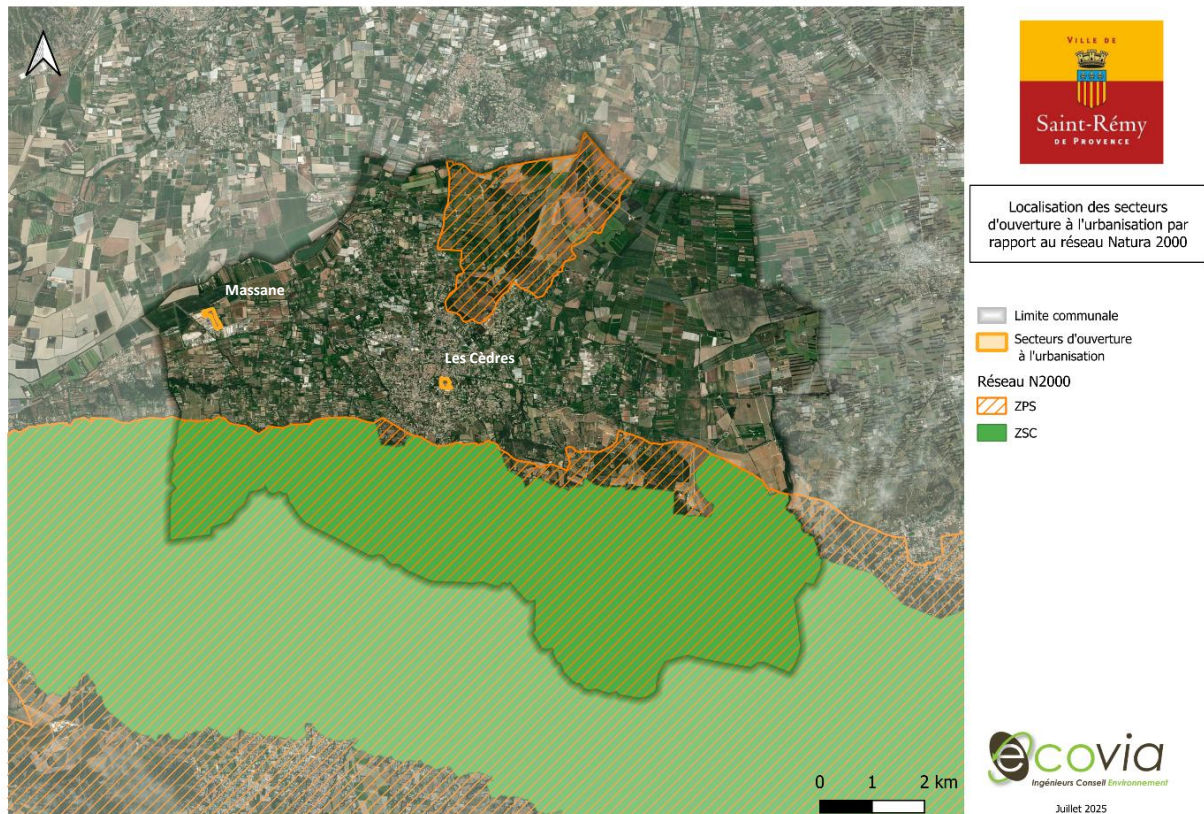 Massane
Les Cèdres
0 1 2 km
VILLE DE
Saint-Rémy
DE PROVENCE
Localisation des secteurs
d'ouverture à l'urbanisation par
rapport au réseau Natura 2000
Limite communale
Secteurs d'ouverture
à l'urbanisation
Réseau N2000
ZPS
ZSC
écovia
Ingénieurs Conseil Environnement
Juillet 2025